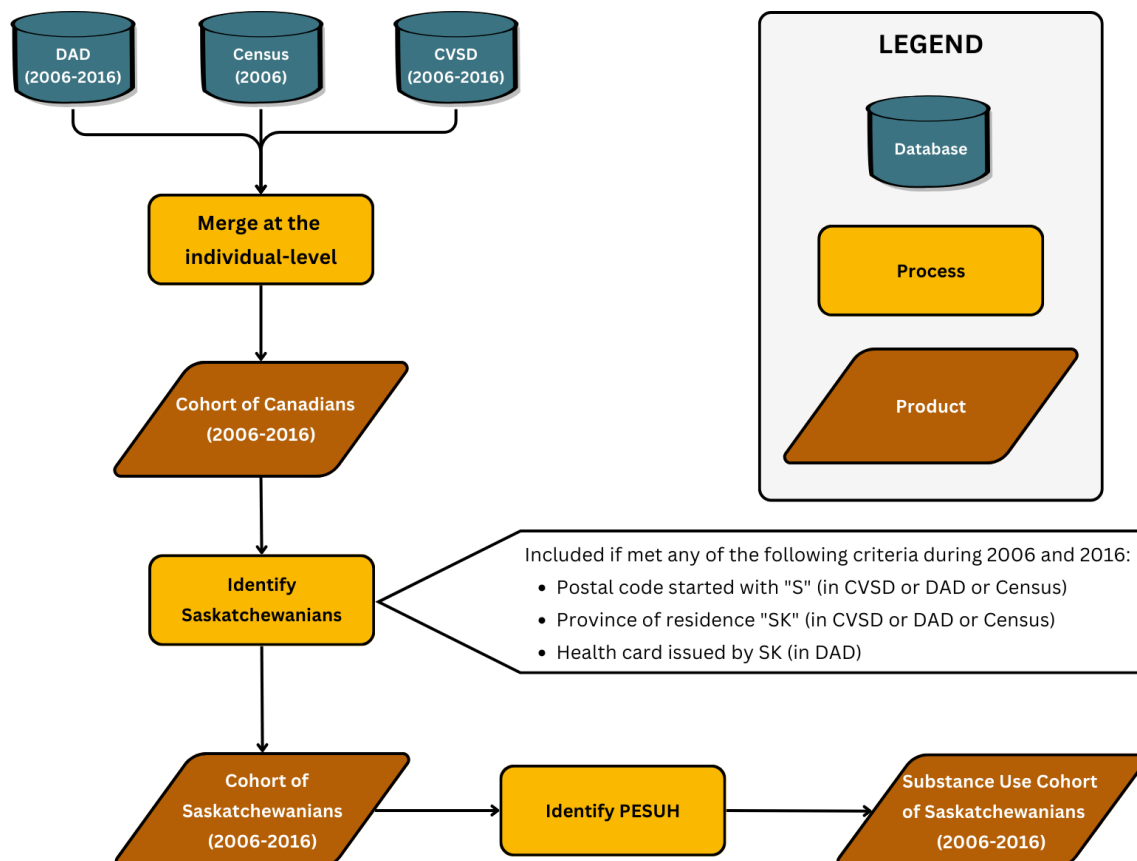 DAD
(2006-2016)
Census
(2006)
CVSD
(2006-2016)
LEGEND
Database
Merge at the
individual-level
Process
Cohort of Canadians
(2006-2016)
Product
Identify
Saskatchewanians
Included if met any of the following criteria during 2006 and 2016:
• Postal code started with "S" (in CVSD or DAD or Census)
• Province of residence "SK" (in CVSD or DAD or Census)
• Health card issued by SK (in DAD)
Cohort of
Saskatchewanians
(2006-2016)
Identify PESUH
Substance Use Cohort
of Saskatchewanians
(2006-2016)